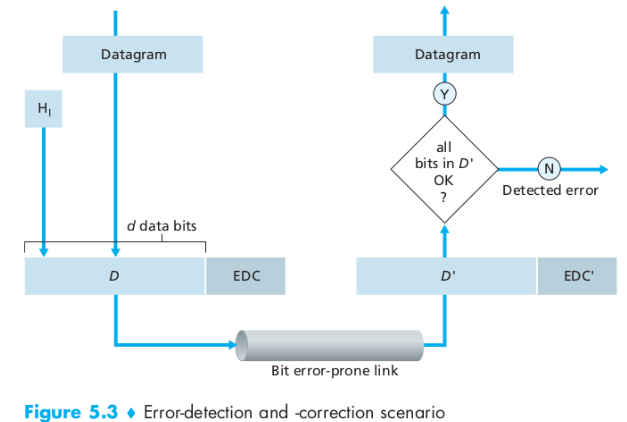 Datagram
Datagram
H_l
Y
all
bits in D'
OK
?
N
Detected error
d data bits
D
EDC
D'
EDC'
Bit error-prone link
Figure 5.3 ♦ Error-detection and -correction scenario